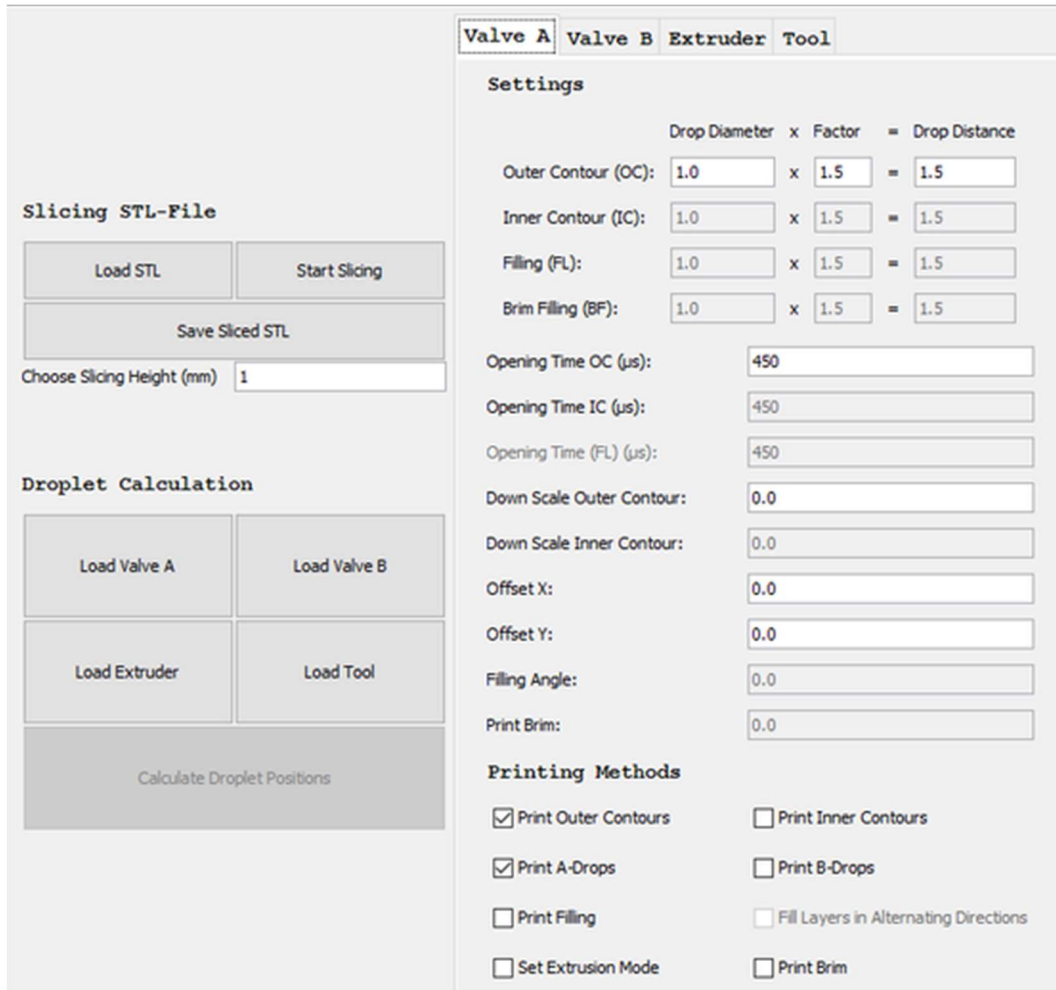 Slicing STL-File
Load STL
Start Slicing
Save Sliced STL
Choose Slicing Height (mm) 1
Droplet Calculation
Load Valve A
Load Valve B
Load Extruder
Load Tool
Calculate Droplet Positions
Valve A Valve B Extruder Tool
Settings
Drop Diameter x Factor = Drop Distance
Outer Contour (OC): 1.0 x 1.5 = 1.5
Inner Contour (IC): 1.0 x 1.5 = 1.5
Filling (FL): 1.0 x 1.5 = 1.5
Brim Filling (BF): 1.0 x 1.5 = 1.5
Opening Time OC (µs): 450
Opening Time IC (µs): 450
Opening Time (FL) (µs): 450
Down Scale Outer Contour: 0.0
Down Scale Inner Contour: 0.0
Offset X: 0.0
Offset Y: 0.0
Filling Angle: 0.0
Print Brim: 0.0
Printing Methods
Print Outer Contours
Print Inner Contours
Print A-Drops
Print B-Drops
Print Filling
Fill Layers in Alternating Directions
Set Extrusion Mode
Print Brim